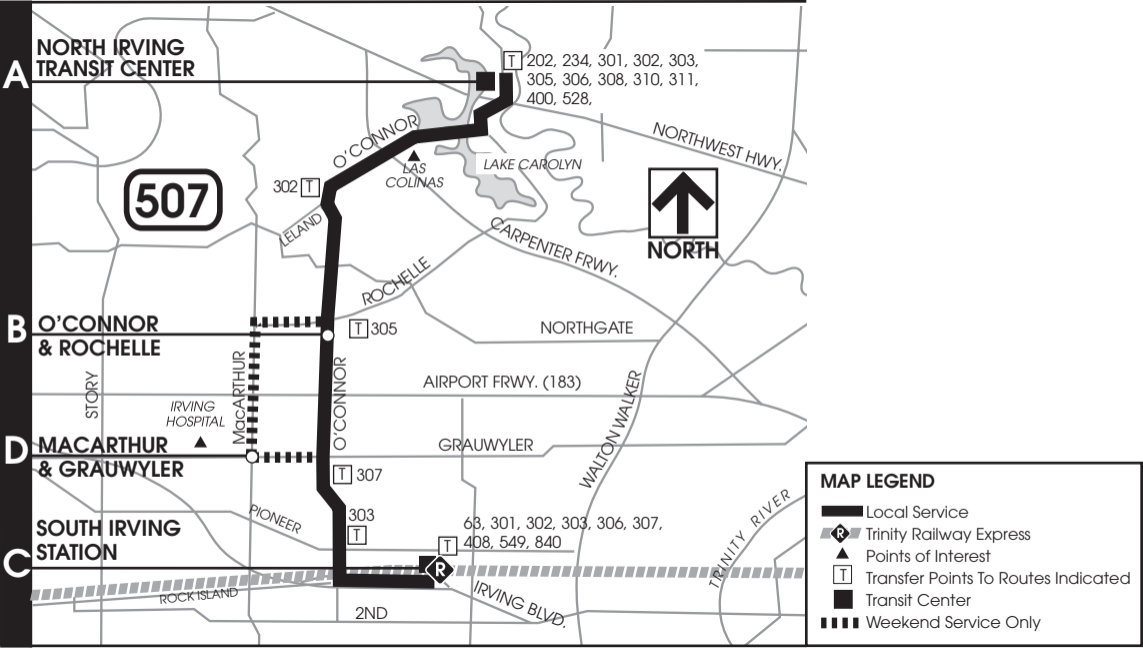 A
NORTH IRVING
TRANSIT CENTER
T 202, 234, 301, 302, 303,
305, 306, 308, 310, 311,
400, 528,
O'CONNOR
NORTHWEST HWY.
LAKE CAROLYN
LAS
COLINAS
302 T
507
LELAND
CARPENTER FRWY.
NORTH
ROCHELLE
B
O'CONNOR
& ROCHELLE
T 305
NORTHGATE
MacARTHUR
O'CONNOR
STORY
AIRPORT FRWY. (183)
WALTON WALKER
IRVING
HOSPITAL
D
MACARTHUR
& GRAUWYLER
GRAUWYLER
T 307
PIONEER
303
T
63, 301, 302, 303, 306, 307,
T 408, 549, 840
C
SOUTH IRVING
STATION
R
ROCK ISLAND
IRVING BLVD.
2ND
TRINITY RIVER
MAP LEGEND
Local Service
R Trinity Railway Express
Points of Interest
T Transfer Points To Routes Indicated
Transit Center
Weekend Service Only